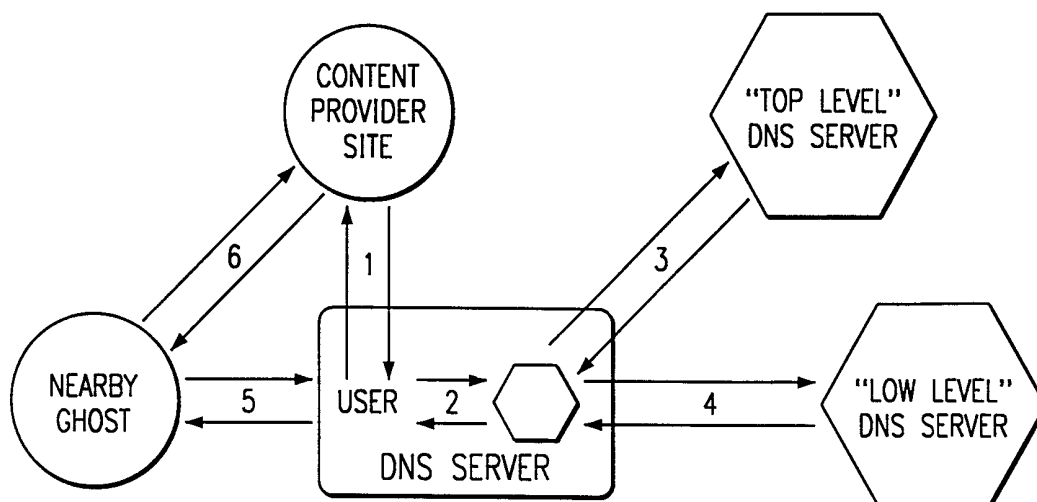 CONTENT
PROVIDER
SITE
"TOP LEVEL"
DNS SERVER
6
1
3
NEARBY
GHOST
5
USER
2
4
"LOW LEVEL"
DNS SERVER
DNS SERVER